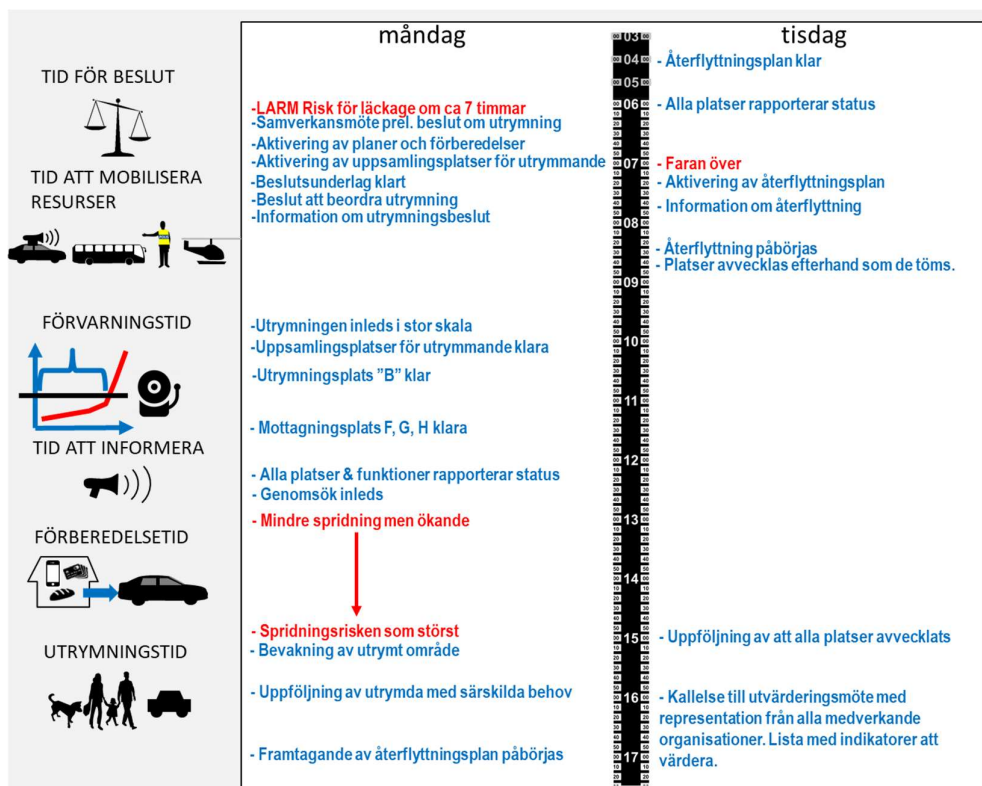 måndag
tisdag
TID FÖR BESLUT
TID ATT MOBILISERA
RESURSER
FÖRVARNINGSTID
TID ATT INFORMERA
FÖRBEREDELSETID
UTRYMNINGSTID
-LARM Risk för läckage om ca 7 timmar
-Samverkansmöte prel. beslut om utrymning
-Aktivering av planer och förberedelser
-Aktivering av uppsamlingsplatser för utrymmande
-Beslutsunderlag klart
-Beslut att beordra utrymning
-Information om utrymningsbeslut
-Utrymningen inleds i stor skala
-Uppsamlingsplatser för utrymmande klara
-Utrymningsplats ”B” klar
- Mottagningsplats F, G, H klara
- Alla platser & funktioner rapporterar status
- Genomsök inleds
- Mindre spridning men ökande
- Spridningsrisken som störst
- Bevakning av utrymt område
- Uppföljning av utrymda med särskilda behov
- Framtagande av återflyttningsplan påbörjas
03
04
05
06
07
08
09
10
11
12
13
14
15
16
17
- Återflyttningsplan klar
- Alla platser rapporterar status
- Faran över
- Aktivering av återflyttningsplan
- Information om återflyttning
- Återflyttning påbörjas
- Platser avvecklas efterhand som de töms.
- Uppföljning av att alla platser avvecklats
- Kallelse till utvärderingsmöte med
representation från alla medverkande
organisationer. Lista med indikatorer att
värdera.